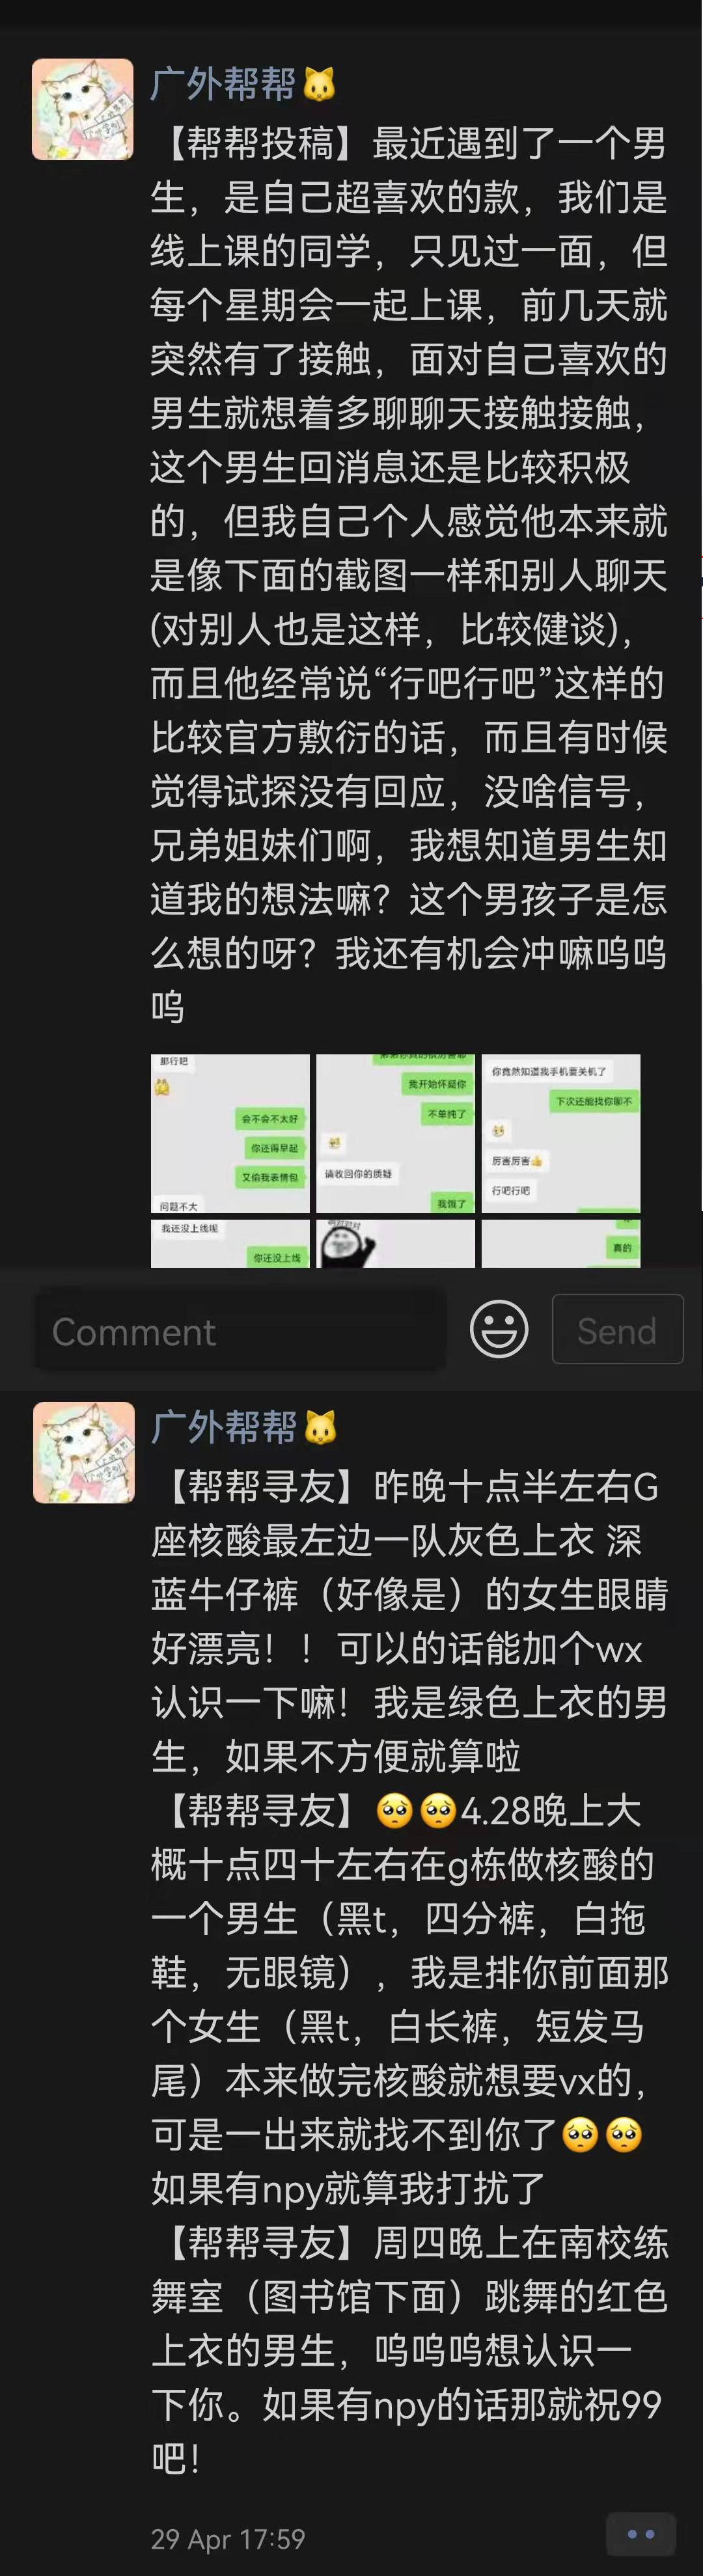 广外帮帮🐱
【帮帮投稿】最近遇到了一个男
生，是自己超喜欢的款，我们是
线上课的同学，只见过一面，但
每个星期会一起上课，前几天就
突然有了接触，面对自己喜欢的
男生就想着多聊聊天接触接触，
这个男生回消息还是比较积极
的，但我自己个人感觉他本来就
是像下面的截图一样和别人聊天
(对别人也是这样，比较健谈)，
而且他经常说“行吧行吧”这样的
比较官方敷衍的话，而且有时候
觉得试探没有回应，没啥信号，
兄弟姐妹们啊，我想知道男生知
道我的想法嘛？这个男孩子是怎
么想的呀？我还有机会冲嘛呜呜
呜
那行吧
会不会不太好
你还得早起
又偷我表情包
问题不大
我开始怀疑你
不单纯了
请收回你的质疑
我饿了
你竟然知道我手机要关机了
下次还能找你聊不
厉害厉害👍
行吧行吧
我还没上线呢
你还没上线
真的
Comment
Send
广外帮帮🐱
【帮帮寻友】昨晚十点半左右G
座核酸最左边一队灰色上衣 深
蓝牛仔裤（好像是）的女生眼睛
好漂亮！！可以的话能加个wx
认识一下嘛！我是绿色上衣的男
生，如果不方便就算啦
【帮帮寻友】🥺🥺4.28晚上大
概十点四十左右在g栋做核酸的
一个男生（黑t，四分裤，白拖
鞋，无眼镜），我是排你前面那
个女生（黑t，白长裤，短发马
尾）本来做完核酸就想要vx的，
可是一出来就找不到你了🥺🥺
如果有npy就算我打扰了
【帮帮寻友】周四晚上在南校练
舞室（图书馆下面）跳舞的红色
上衣的男生，呜呜呜想认识一
下你。如果有npy的话那就祝99
吧！
29 Apr 17:59